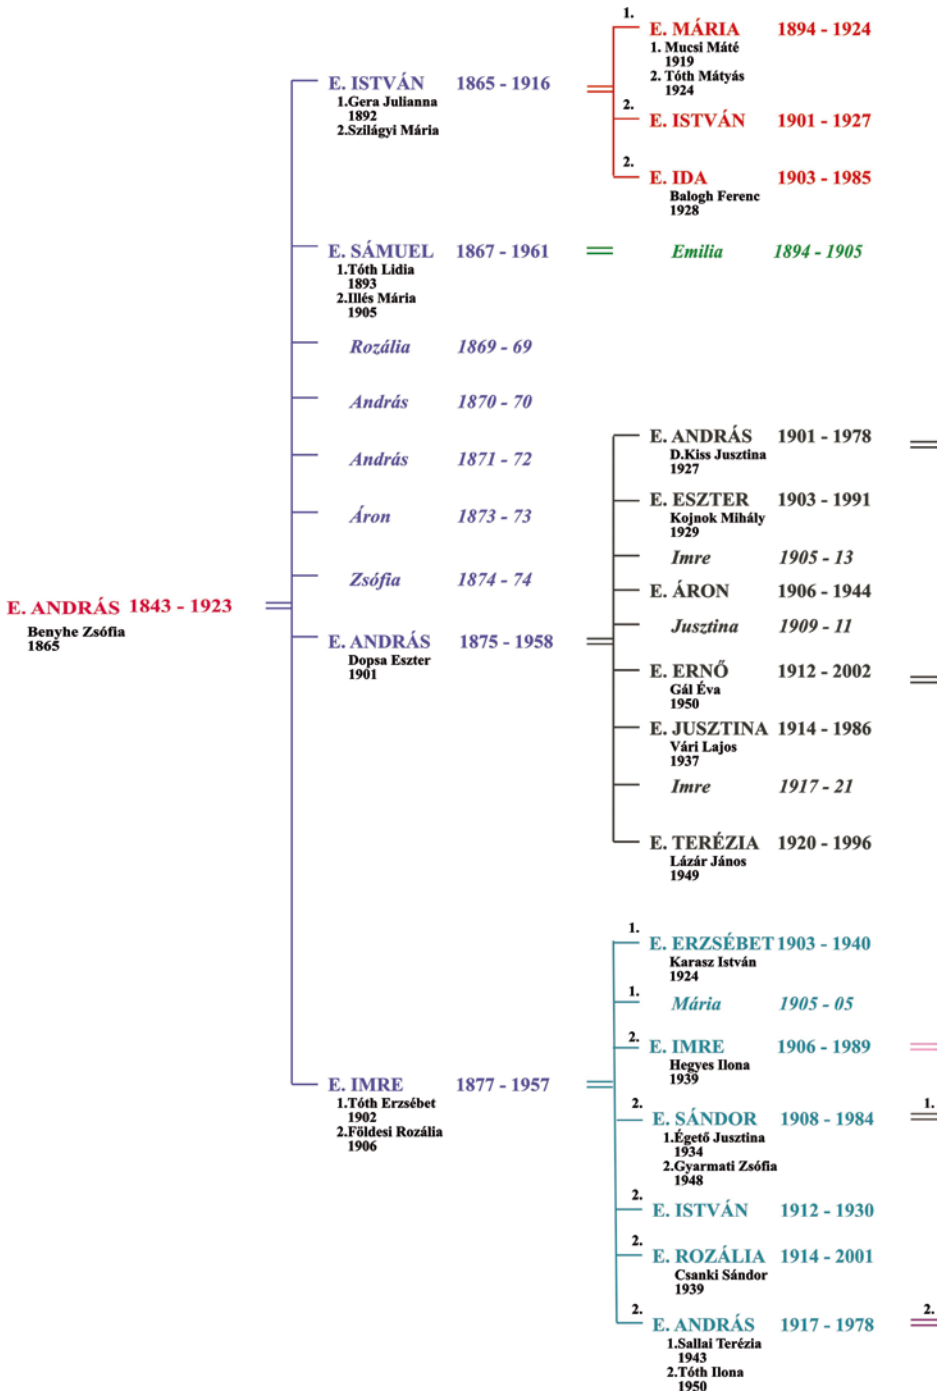 E. ANDRÁS 1843 - 1923
Benyhe Zsófia
1865
E. ISTVÁN 1865 - 1916
1.Gera Julianna
1892
2.Szilágyi Mária
E. SÁMUEL 1867 - 1961
1.Tóth Lidia
1893
2.Illés Mária
1905
Rozália 1869 - 69
András 1870 - 70
András 1871 - 72
Áron 1873 - 73
Zsófia 1874 - 74
E. ANDRÁS 1875 - 1958
Dopsa Eszter
1901
E. IMRE 1877 - 1957
1.Tóth Erzsébet
1902
2.Földesi Rozália
1906
1.
E. MÁRIA 1894 - 1924
1. Mucsi Máté
1919
2. Tóth Mátyás
1924
2.
E. ISTVÁN 1901 - 1927
2.
E. IDA 1903 - 1985
Balogh Ferenc
1928
Emilia 1894 - 1905
E. ANDRÁS 1901 - 1978
D.Kiss Jusztina
1927
E. ESZTER 1903 - 1991
Kojnok Mihály
1929
Imre 1905 - 13
E. ÁRON 1906 - 1944
Jusztina 1909 - 11
E. ERNŐ 1912 - 2002
Gál Éva
1950
E. JUSZTINA 1914 - 1986
Vári Lajos
1937
Imre 1917 - 21
E. TERÉZIA 1920 - 1996
Lázár János
1949
1.
E. ERZSÉBET 1903 - 1940
Karasz István
1924
1.
Mária 1905 - 05
2.
E. IMRE 1906 - 1989
Hegyes Ilona
1939
2.
E. SÁNDOR 1908 - 1984 1.
1.Égető Jusztina
1934
2.Gyarmati Zsófia
1948
2.
E. ISTVÁN 1912 - 1930
2.
E. ROZÁLIA 1914 - 2001
Csanki Sándor
1939
2.
E. ANDRÁS 1917 - 1978 2.
1.Sallai Terézia
1943
2.Tóth Ilona
1950